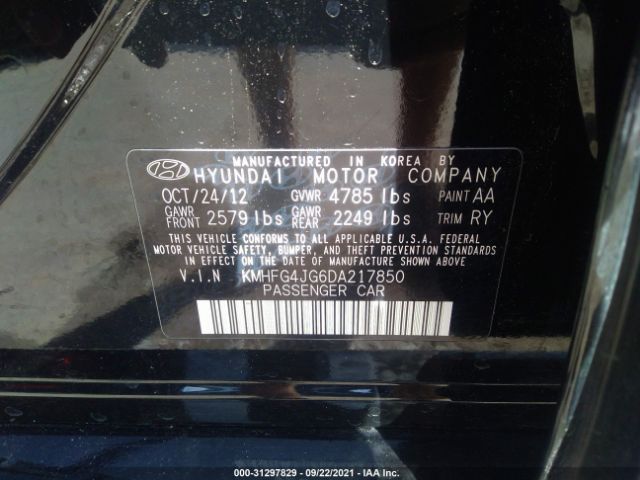 MANUFACTURED IN KOREA BY
HYUNDAI MOTOR COMPANY
OCT/24/12 GVWR 4785 lbs PAINT AA
GAWR FRONT 2579 lbs GAWR REAR 2249 lbs TRIM RY
THIS VEHICLE CONFORMS TO ALL APPLICABLE U.S.A. FEDERAL
MOTOR VEHICLE SAFETY, BUMPER, AND THEFT PREVENTION STANDARDS
IN EFFECT ON THE DATE OF MANUFACTURE SHOWN ABOVE.
V.I.N KMHFG4JG6DA217850
PASSENGER CAR
000-31297829 - 09/22/2021 - IAA Inc.